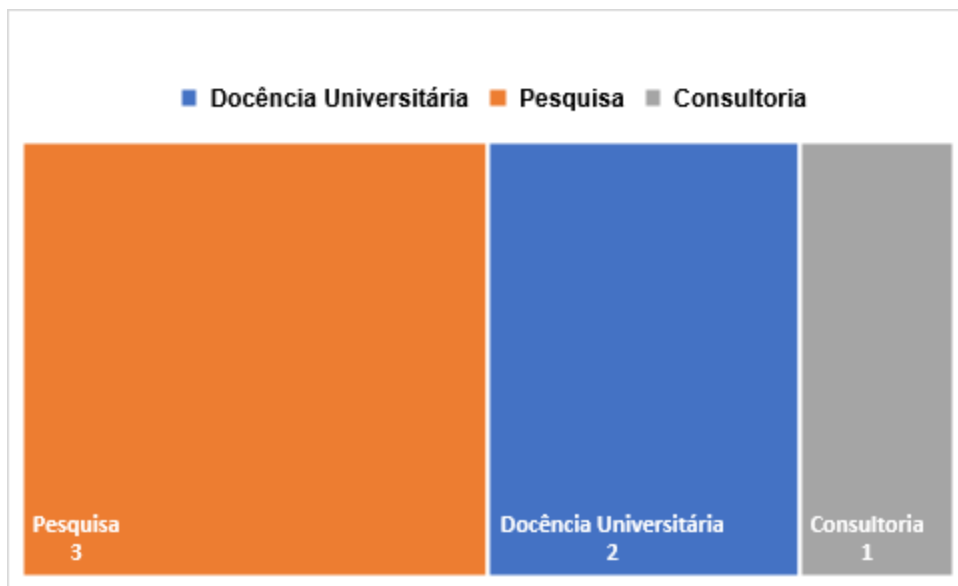 Docência Universitária Pesquisa Consultoria
Pesquisa
3
Docência Universitária
2
Consultoria
1